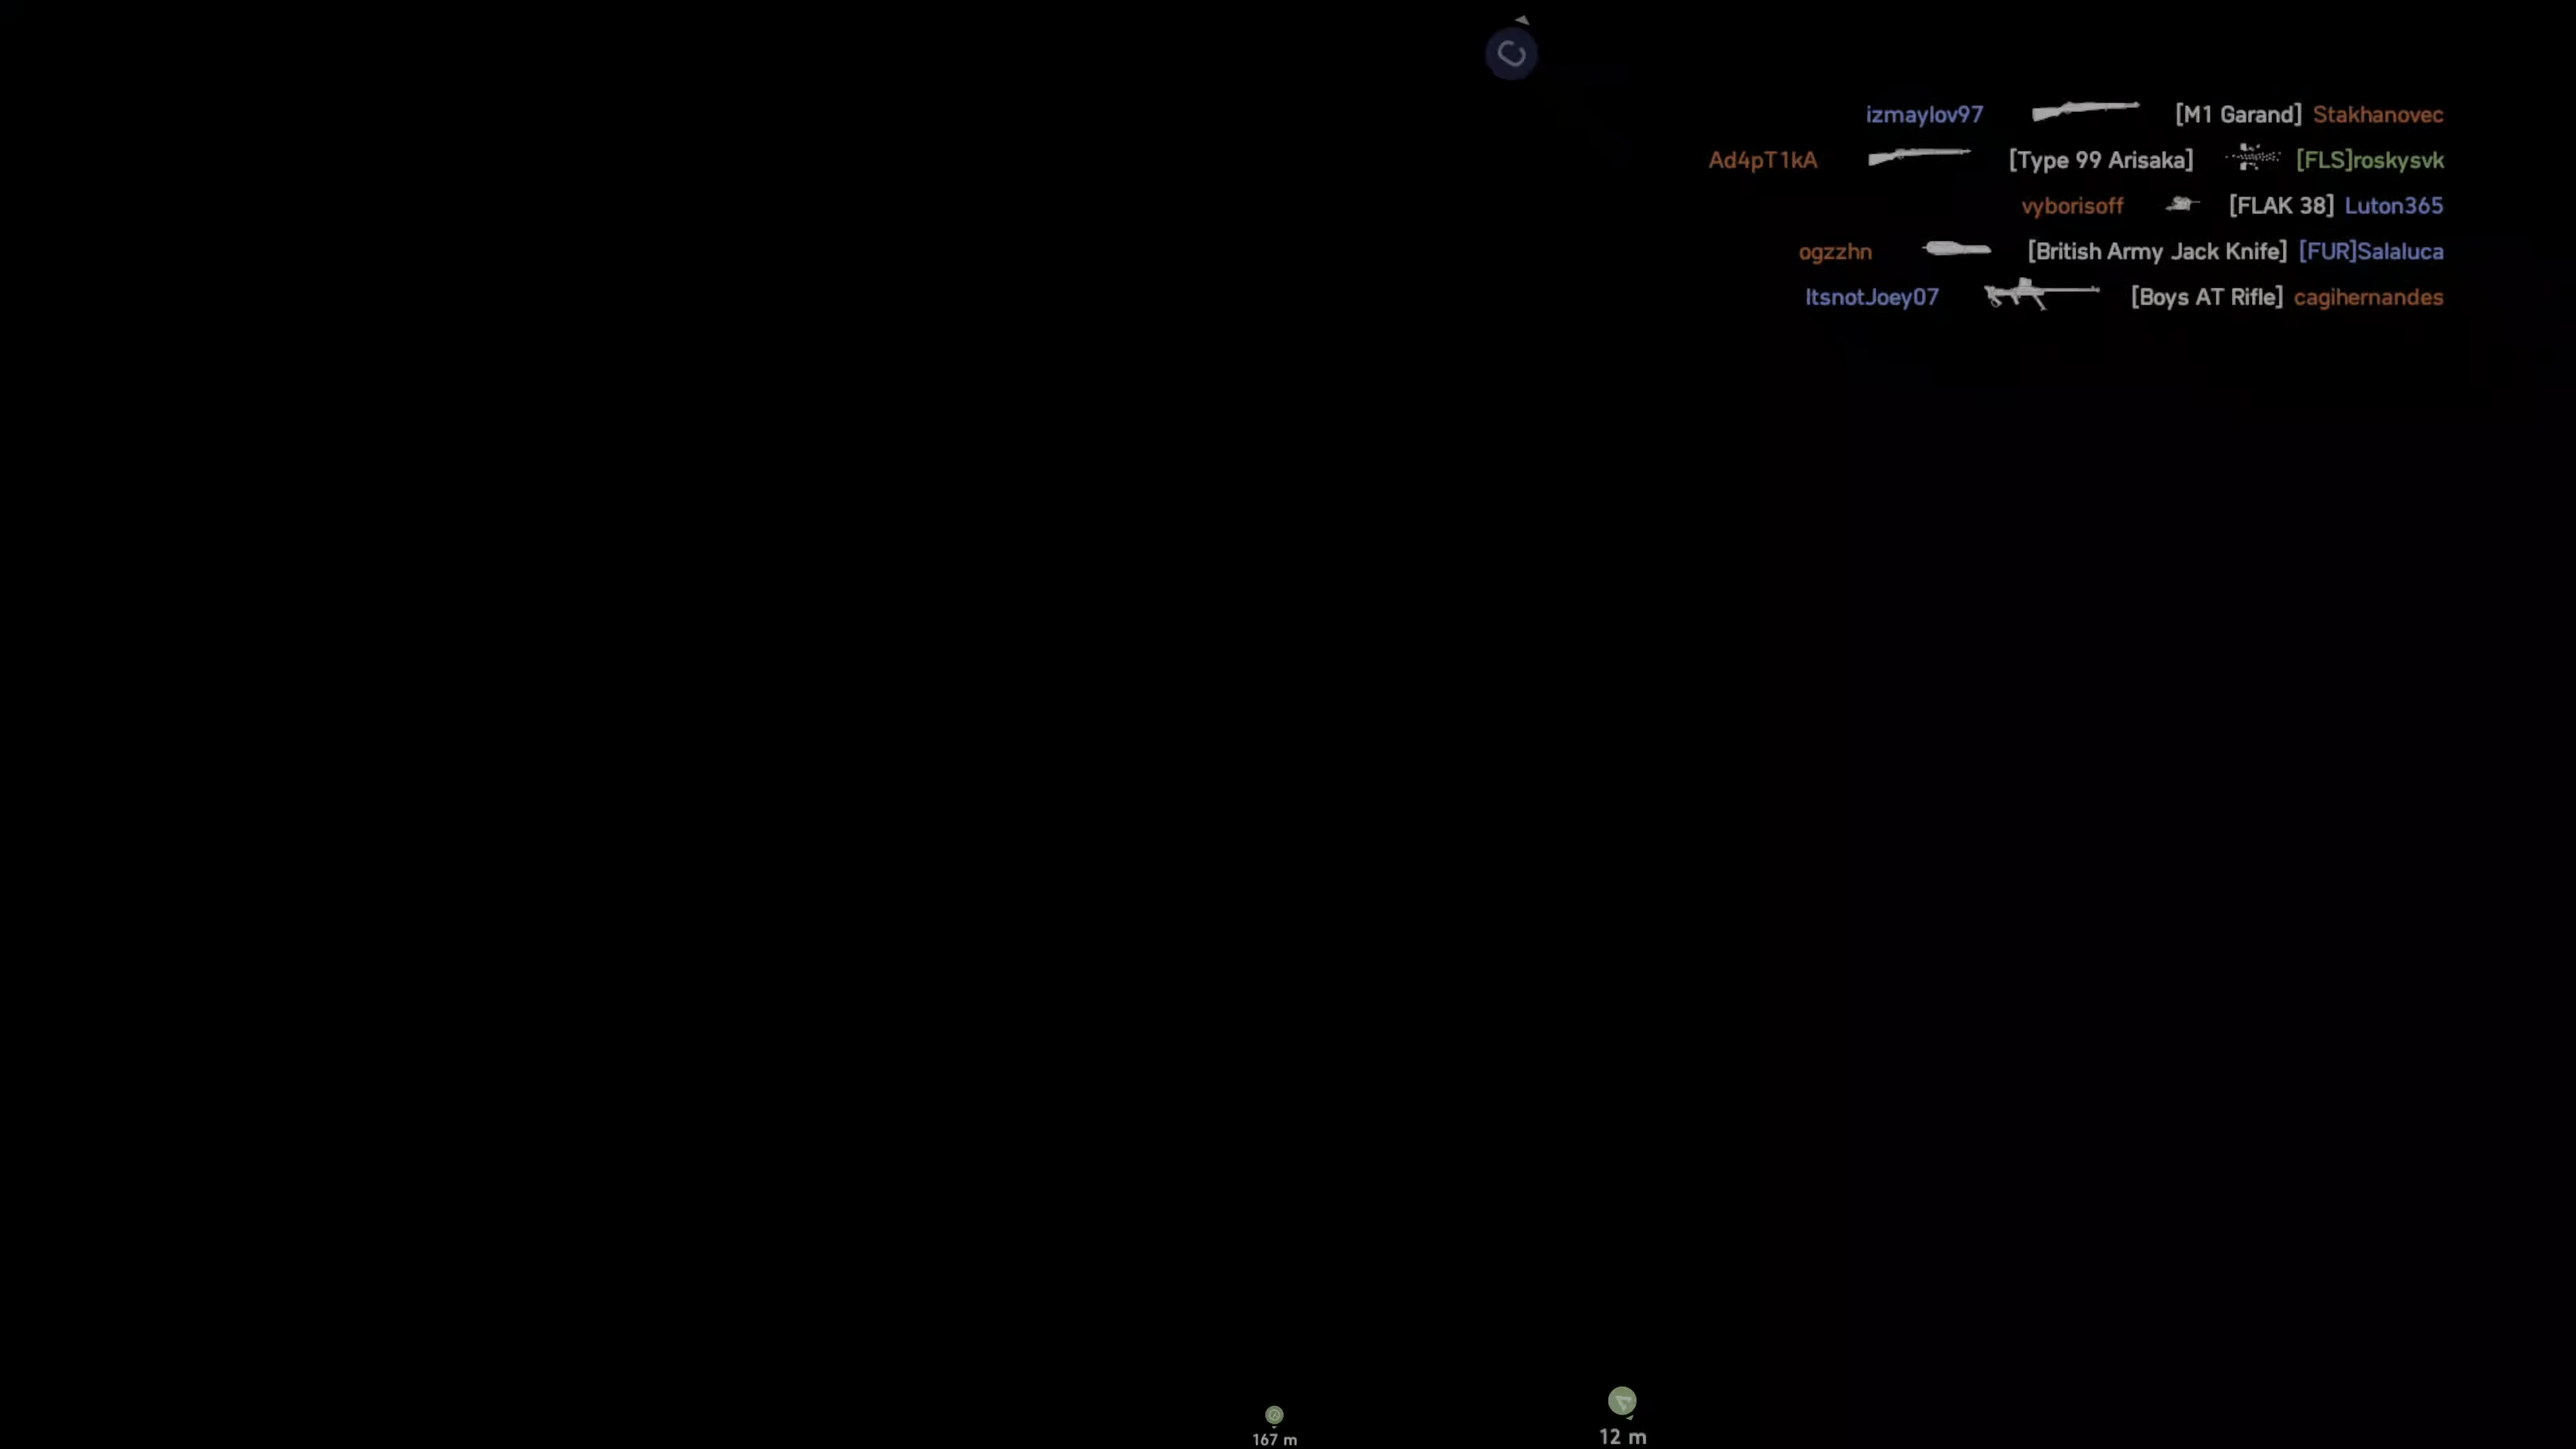 C
izmaylov97 [M1 Garand] Stakhanovec
Ad4pT1kA [Type 99 Arisaka] [FLS]roskysvk
vyborisoff [FLAK 38] Luton365
ogzzhn [British Army Jack Knife] [FUR]Salaluca
ItsnotJoey07 [Boys AT Rifle] cagihernandes
167 m
12 m